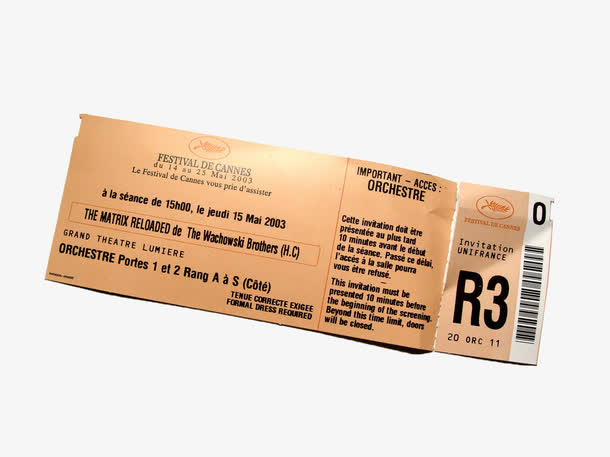 FESTIVAL DE CANNES
du 14 au 25 Mai 2003
Le Festival de Cannes vous prie d'assister
à la séance de 15h00, le jeudi 15 Mai 2003
THE MATRIX RELOADED de The Wachowski Brothers (H.C)
GRAND THEATRE LUMIERE
ORCHESTRE Portes 1 et 2 Rang A à S (Côté)
TENUE CORRECTE EXIGEE
FORMAL DRESS REQUIRED
IMPORTANT - ACCES :
ORCHESTRE
Cette invitation doit être
présentée au plus tard
10 minutes avant le début
de la séance. Passé ce délai,
l'accés à la salle pourra
vous être refusé.
–
This invitation must be
presented 10 minutes before
the beginning of the screening.
Beyond this time limit, doors
will be closed.
FESTIVAL DE CANNES
Invitation
UNIFRANCE
R3
20 ORC 11
0